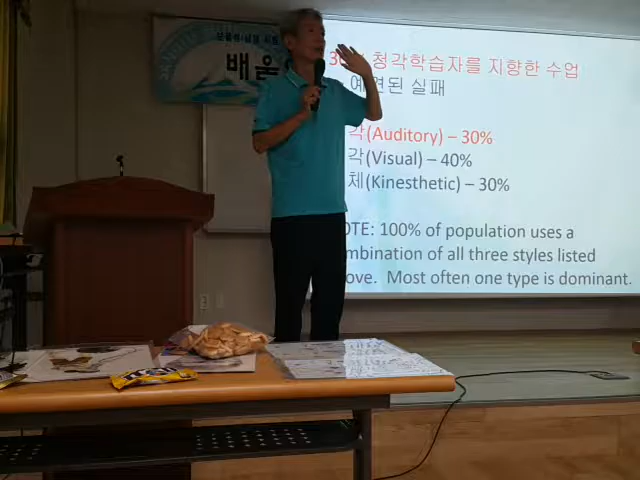 배움
30% 청각학습자를 지향한 수업
예견된 실패
각(Auditory) – 30%
각(Visual) – 40%
체(Kinesthetic) – 30%
OTE: 100% of population uses a
mbination of all three styles listed
ove. Most often one type is dominant.